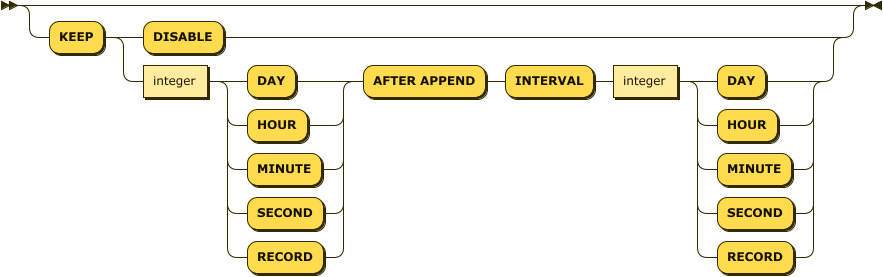 KEEP DISABLE
integer DAY AFTER APPEND INTERVAL integer DAY
HOUR HOUR
MINUTE MINUTE
SECOND SECOND
RECORD RECORD